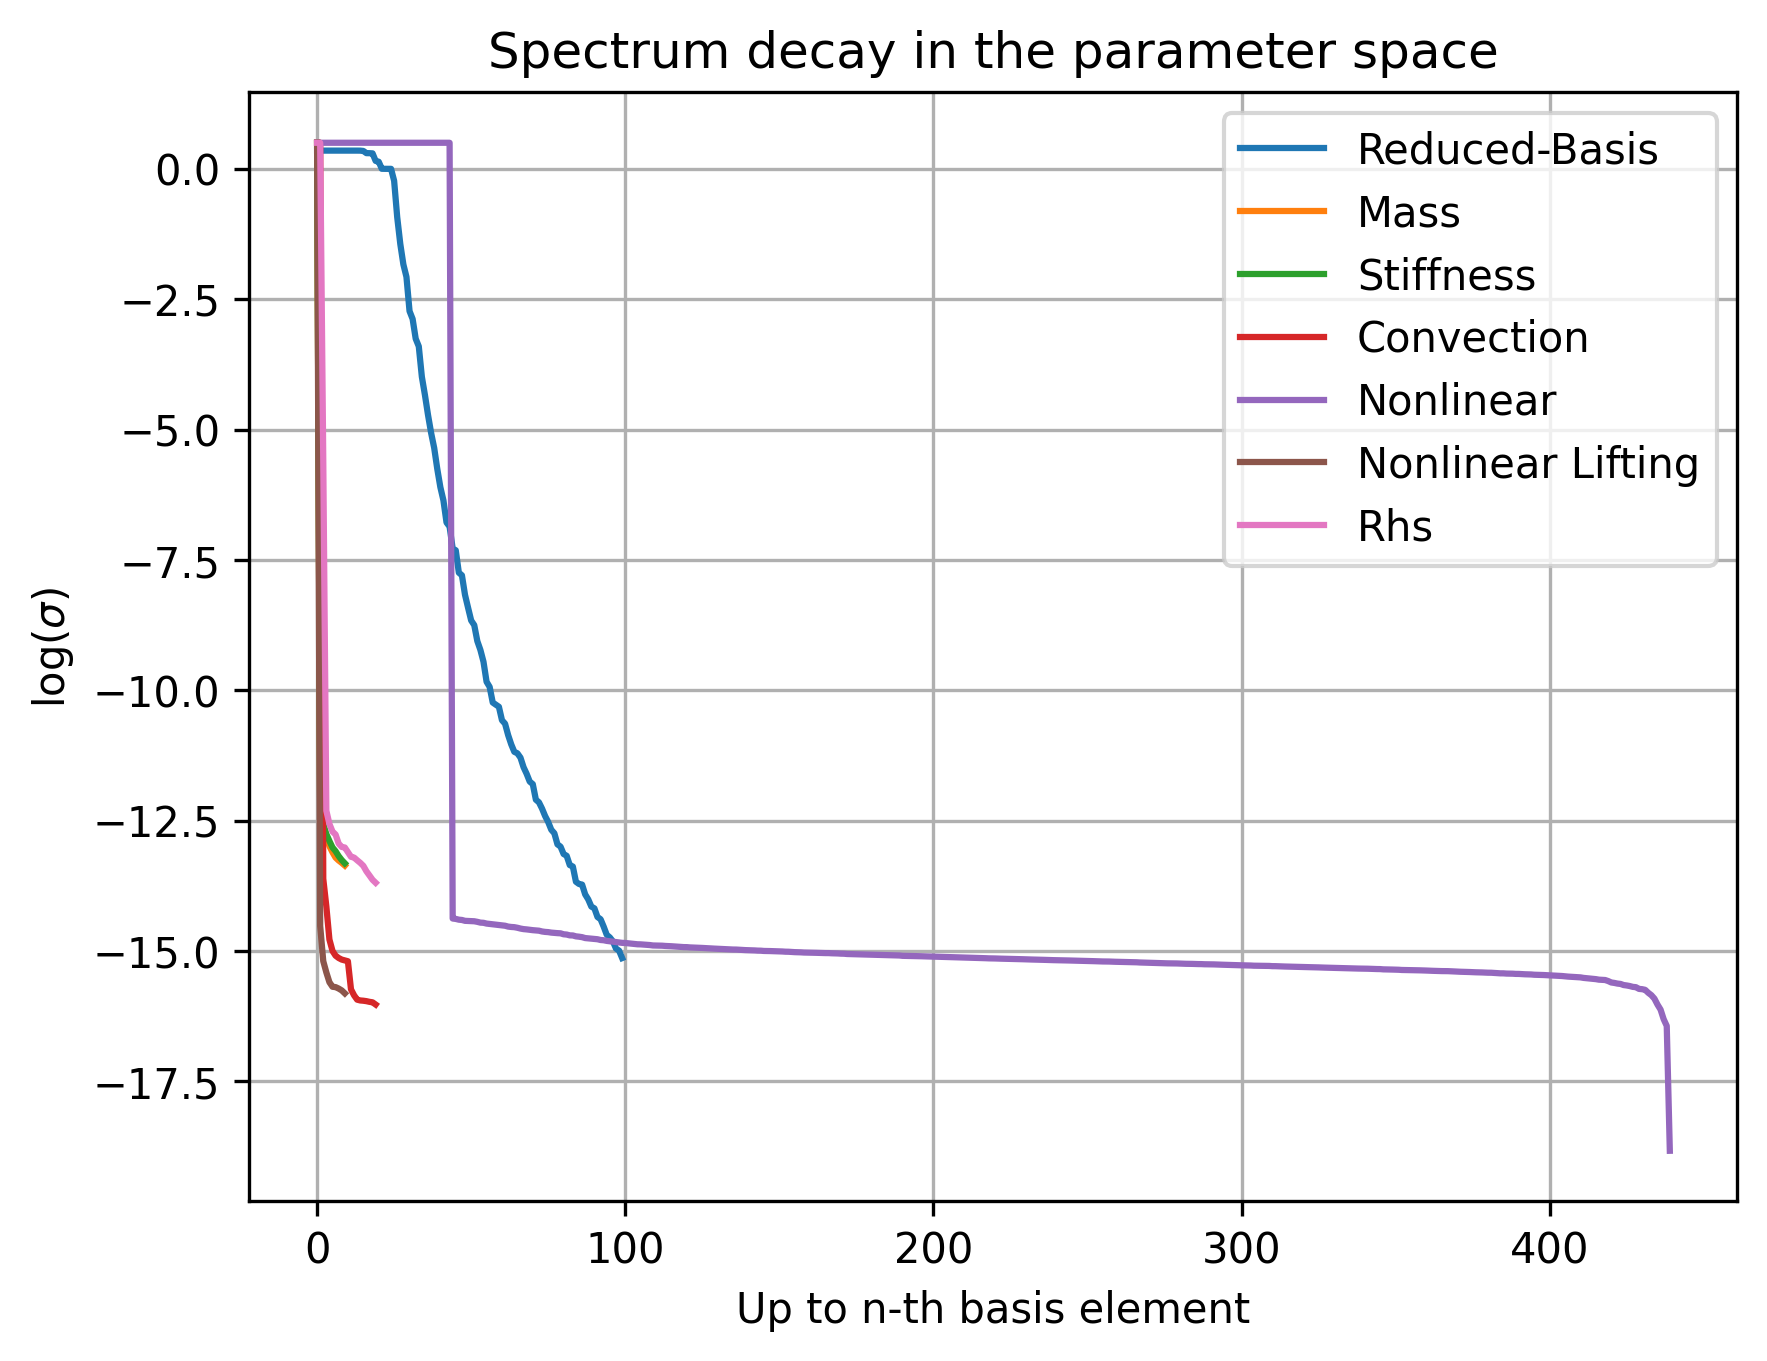 Spectrum decay in the parameter space
log(σ)
0.0
−2.5
−5.0
−7.5
−10.0
−12.5
−15.0
−17.5
Reduced-Basis
Mass
Stiffness
Convection
Nonlinear
Nonlinear Lifting
Rhs
0 100 200 300 400
Up to n-th basis element